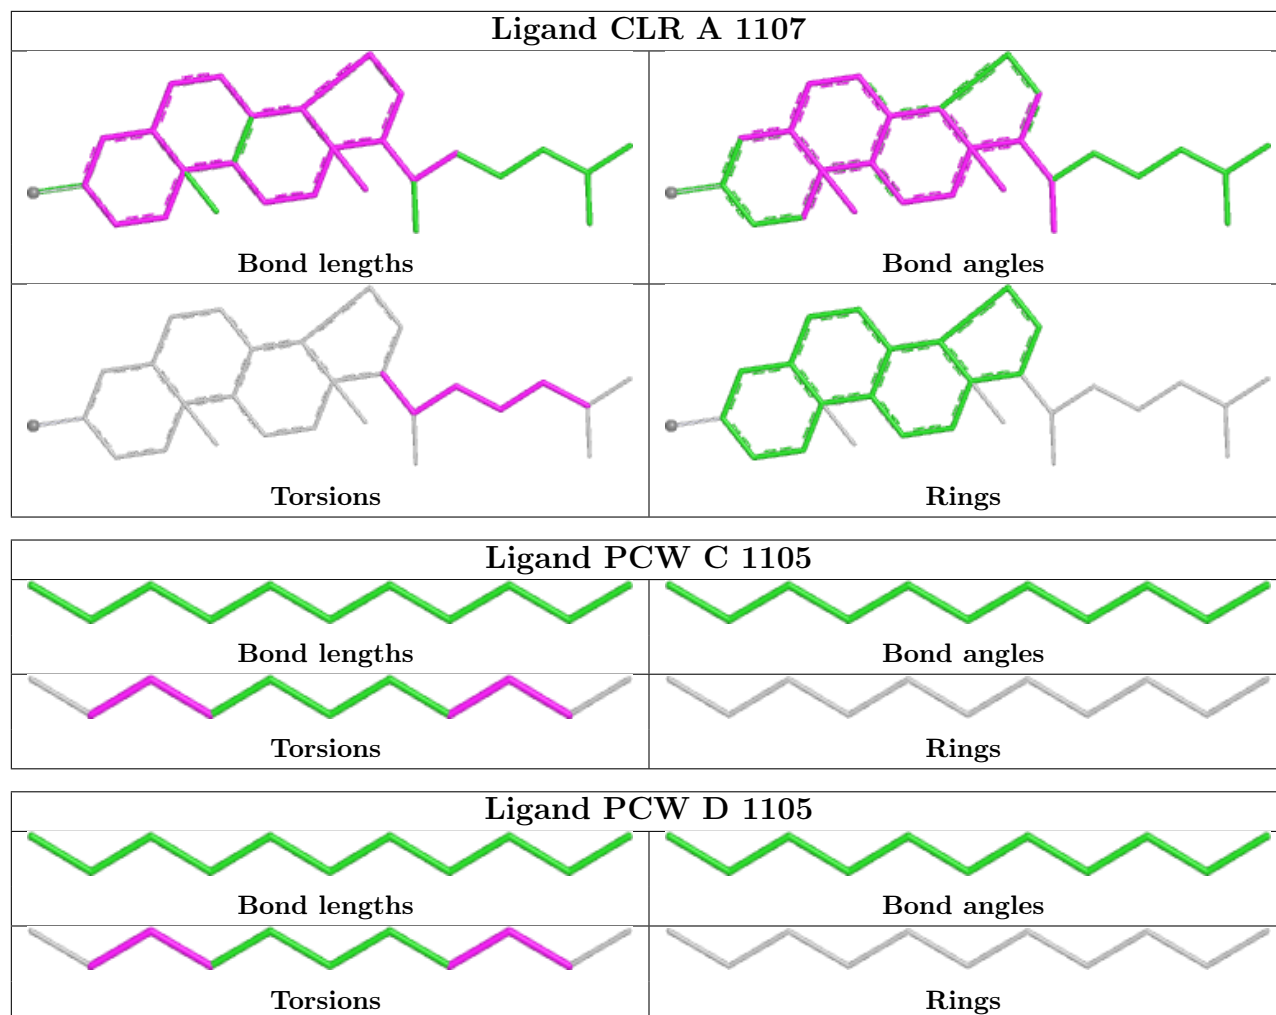 Ligand CLR A 1107
Bond lengths
Bond angles
Torsions
Rings
Ligand PCW C 1105
Bond lengths
Bond angles
Torsions
Rings
Ligand PCW D 1105
Bond lengths
Bond angles
Torsions
Rings